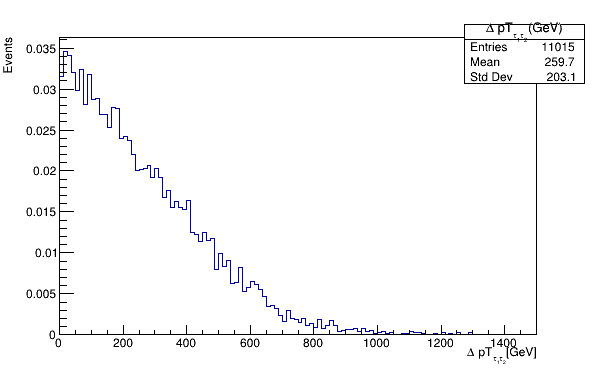 Δ pT_τ₁τ₂(GeV)
Entries 11015
Mean 259.7
Std Dev 203.1
Events
0.035
0.03
0.025
0.02
0.015
0.01
0.005
0
0 200 400 600 800 1000 1200 1400
Δ pT_τ₁τ₂[GeV]